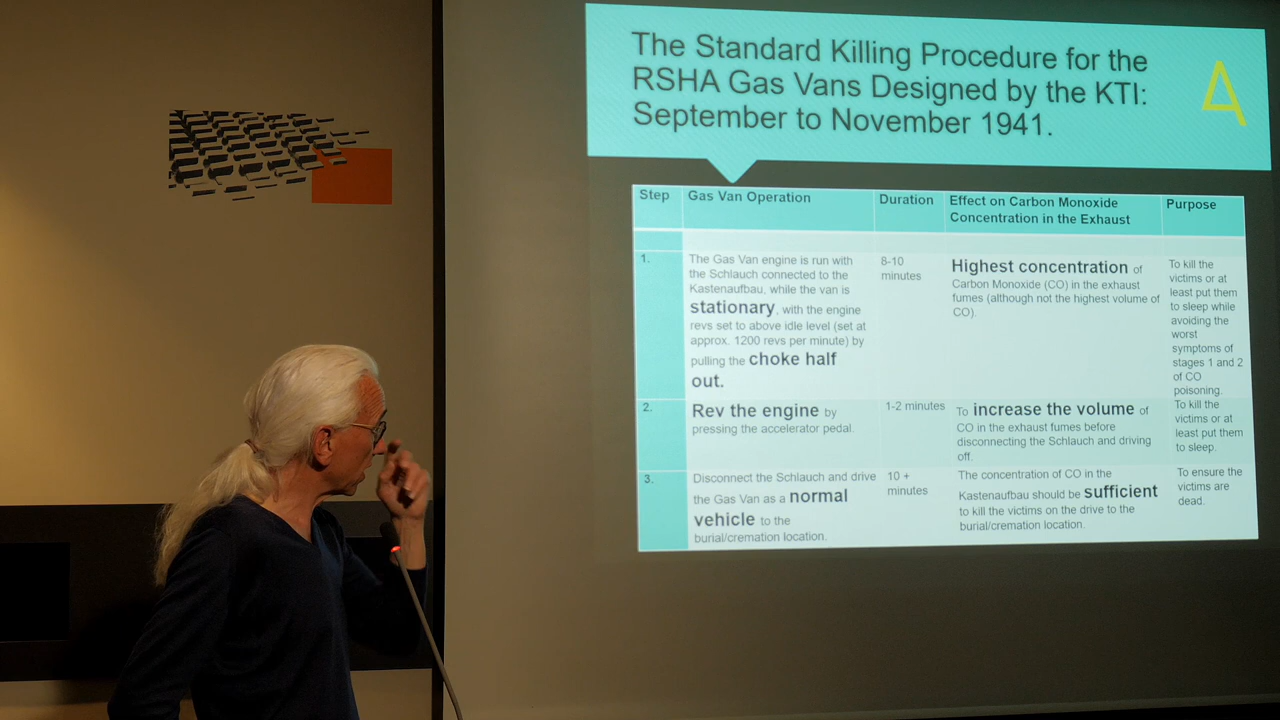 The Standard Killing Procedure for the
RSHA Gas Vans Designed by the KTI:
September to November 1941.
Step
Gas Van Operation
Duration
Effect on Carbon Monoxide
Concentration in the Exhaust
Purpose
1.
The Gas Van engine is run with
the Schlauch connected to the
Kastenaufbau, while the van is
stationary, with the engine
revs set to above idle level (set at
approx. 1200 revs per minute) by
pulling the choke half
out.
8-10
minutes
Highest concentration of
Carbon Monoxide (CO) in the exhaust
fumes (although not the highest volume of
CO).
To kill the
victims or at
least put them
to sleep while
avoiding the
worst
symptoms of
stages 1 and 2
of CO
poisoning.
2.
Rev the engine by
pressing the accelerator pedal.
1-2 minutes
To increase the volume of
CO in the exhaust fumes before
disconnecting the Schlauch and driving
off.
To kill the
victims or at
least put them
to sleep.
3.
Disconnect the Schlauch and drive
the Gas Van as a normal
vehicle to the
burial/cremation location.
10 +
minutes
The concentration of CO in the
Kastenaufbau should be sufficient
to kill the victims on the drive to the
burial/cremation location.
To ensure the
victims are
dead.